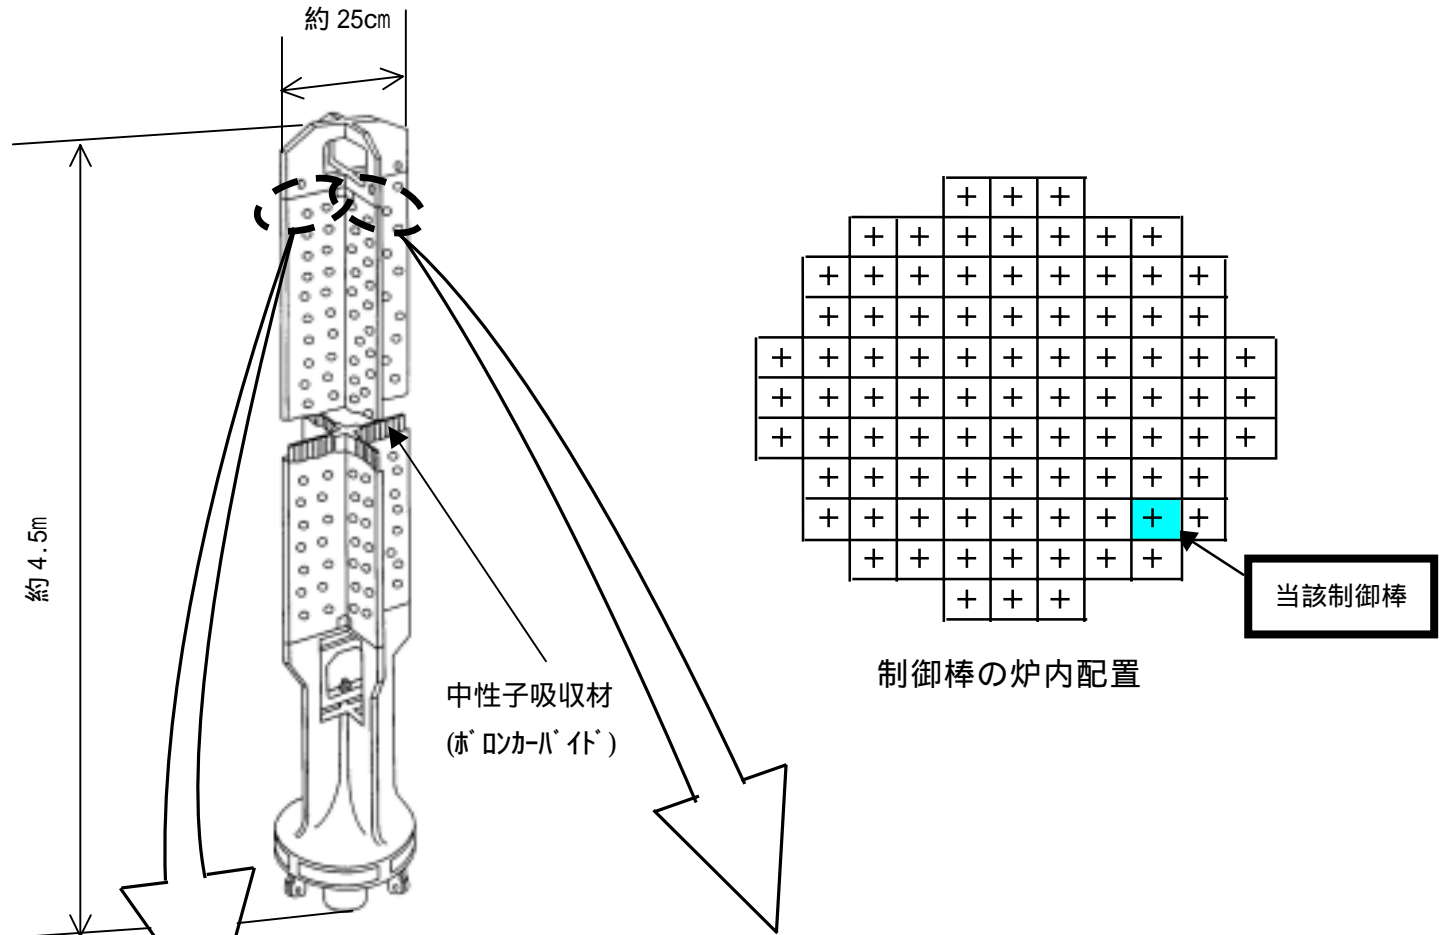 約 25㎝
約 4.5m
中性子吸収材
(ﾎﾞﾛﾝｶｰﾊﾞｲﾄﾞ)
当該制御棒
制御棒の炉内配置